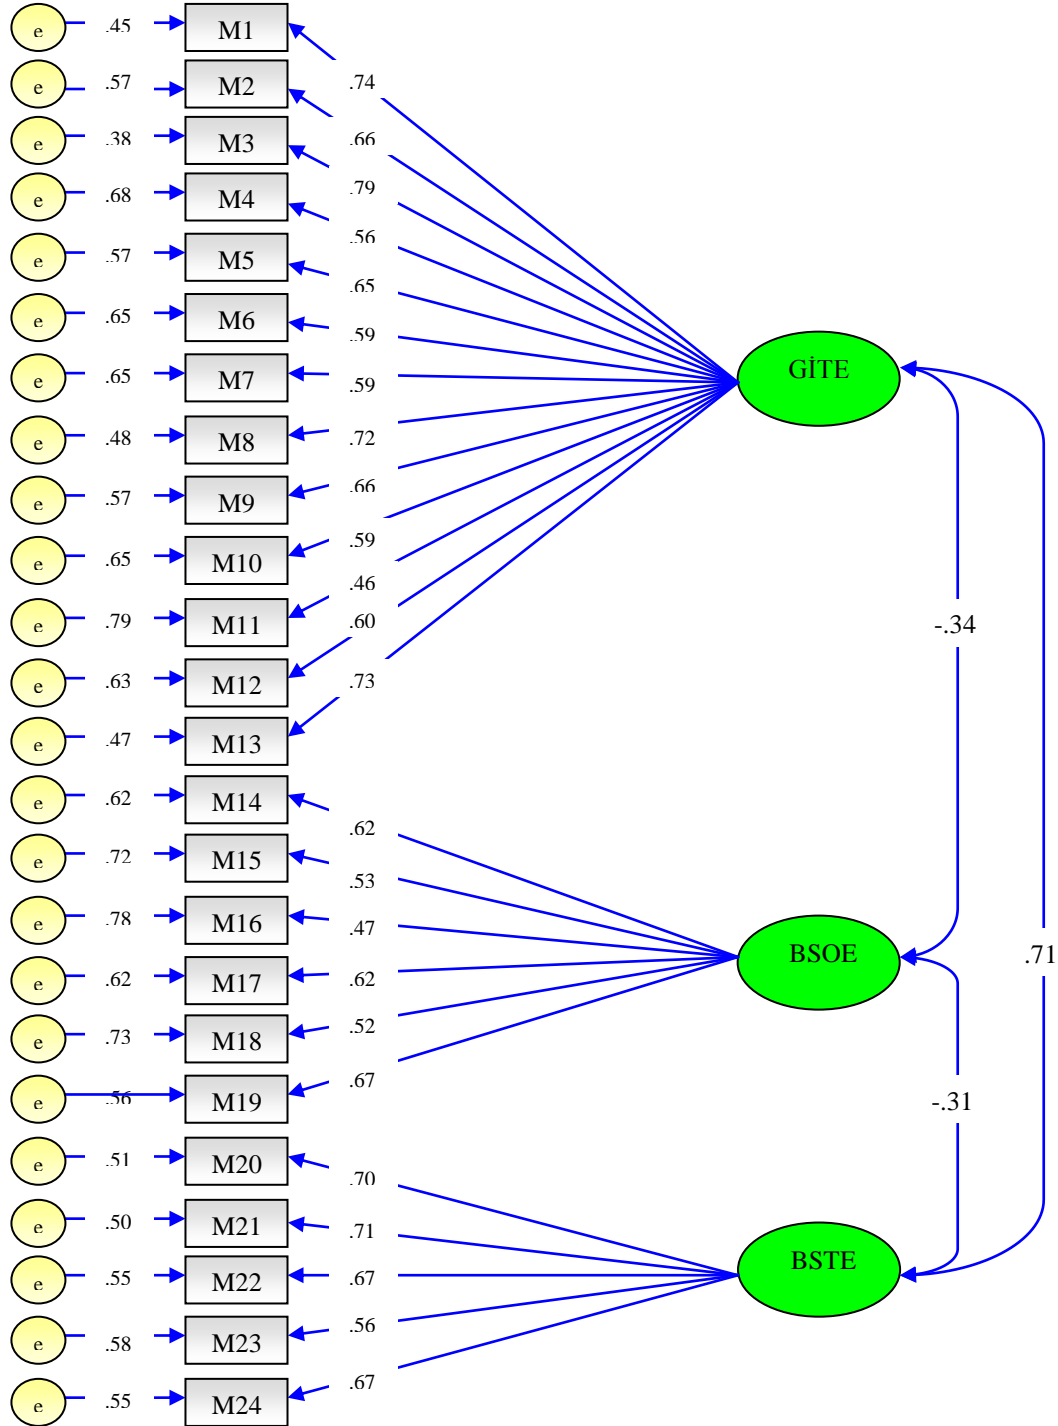 e .45 M1
.74
e .57 M2
.66
e .38 M3
.79
e .68 M4
.56
e .57 M5
.65
e .65 M6
.59
GİTE
e .65 M7
.59
e .48 M8
.72
e .57 M9
.66
e .65 M10
.59
.46
e .79 M11
.60
-.34
e .63 M12
.73
e .47 M13
e .62 M14
.62
e .72 M15
.53
e .78 M16
.47
BSOE
.71
e .62 M17
.62
e .73 M18
.52
e .56 M19
.67
-.31
e .51 M20
.70
e .50 M21
.71
BSTE
e .55 M22
.67
e .58 M23
.56
e .55 M24
.67